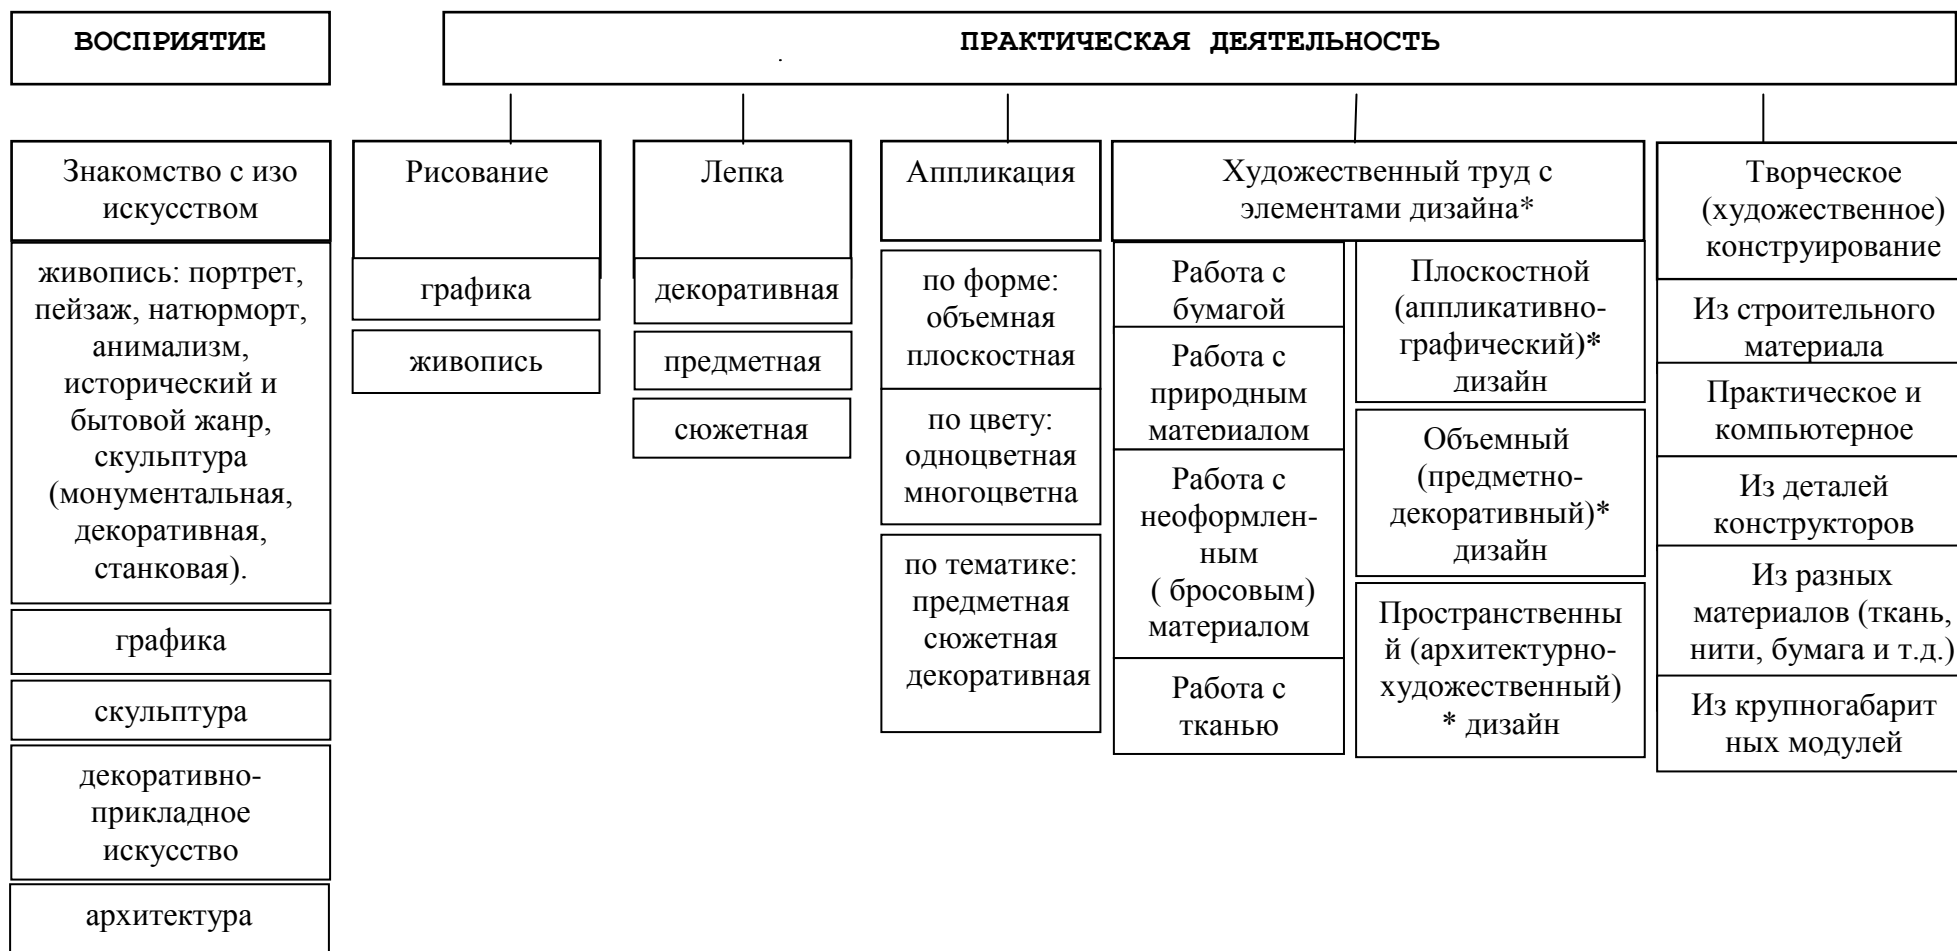 ВОСПРИЯТИЕ
ПРАКТИЧЕСКАЯ ДЕЯТЕЛЬНОСТЬ
Знакомство с изо
искусством
живопись: портрет,
пейзаж, натюрморт,
анимализм,
исторический и
бытовой жанр,
скульптура
(монументальная,
декоративная,
станковая).
графика
скульптура
декоративно-
прикладное
искусство
архитектура
Рисование
графика
живопись
Лепка
декоративная
предметная
сюжетная
Аппликация
по форме:
объемная
плоскостная
по цвету:
одноцветная
многоцветна
по тематике:
предметная
сюжетная
декоративная
Художественный труд с
элементами дизайна*
Работа с
бумагой
Работа с
природным
материалом
Работа с
неоформлен-
ным
( бросовым)
материалом
Работа с
тканью
Плоскостной
(аппликативно-
графический)*
дизайн
Объемный
(предметно-
декоративный)*
дизайн
Пространственны
й (архитектурно-
художественный)
* дизайн
Творческое
(художественное)
конструирование
Из строительного
материала
Практическое и
компьютерное
Из деталей
конструкторов
Из разных
материалов (ткань,
нити, бумага и т.д.)
Из крупногабарит
ных модулей